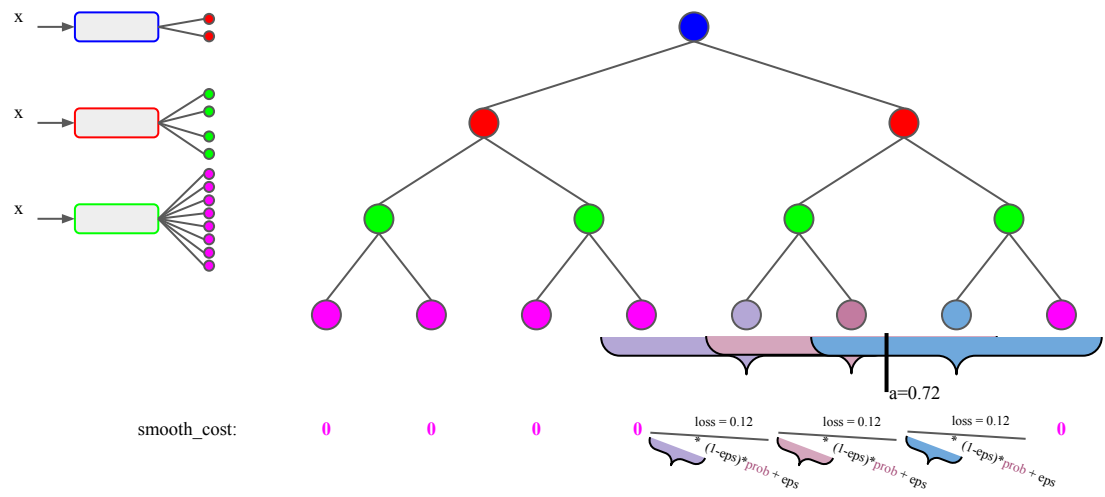 x
x
x
a=0.72
smooth_cost:
0
0
0
0
loss = 0.12
loss = 0.12
loss = 0.12
0
* (1-eps)*prob + eps
* (1-eps)*prob + eps
* (1-eps)*prob + eps